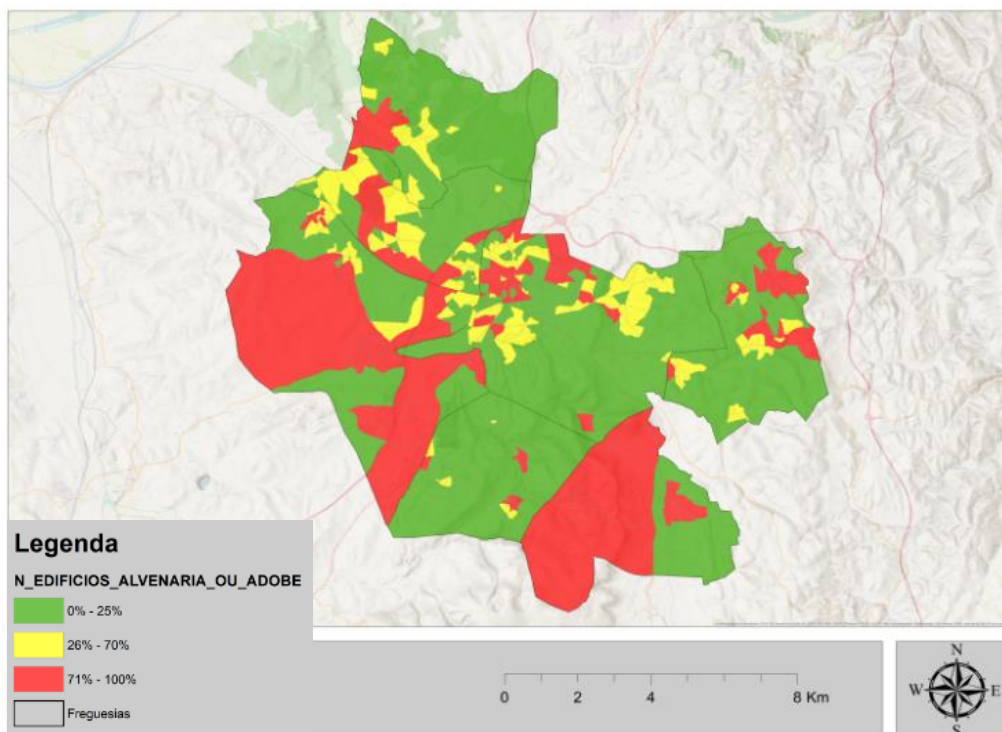 Legenda
N_EDIFICIOS_ALVENARIA_OU_ADOBE
0% - 25%
26% - 70%
71% - 100%
Freguesias
0 2 4 8 Km
N
W E
S